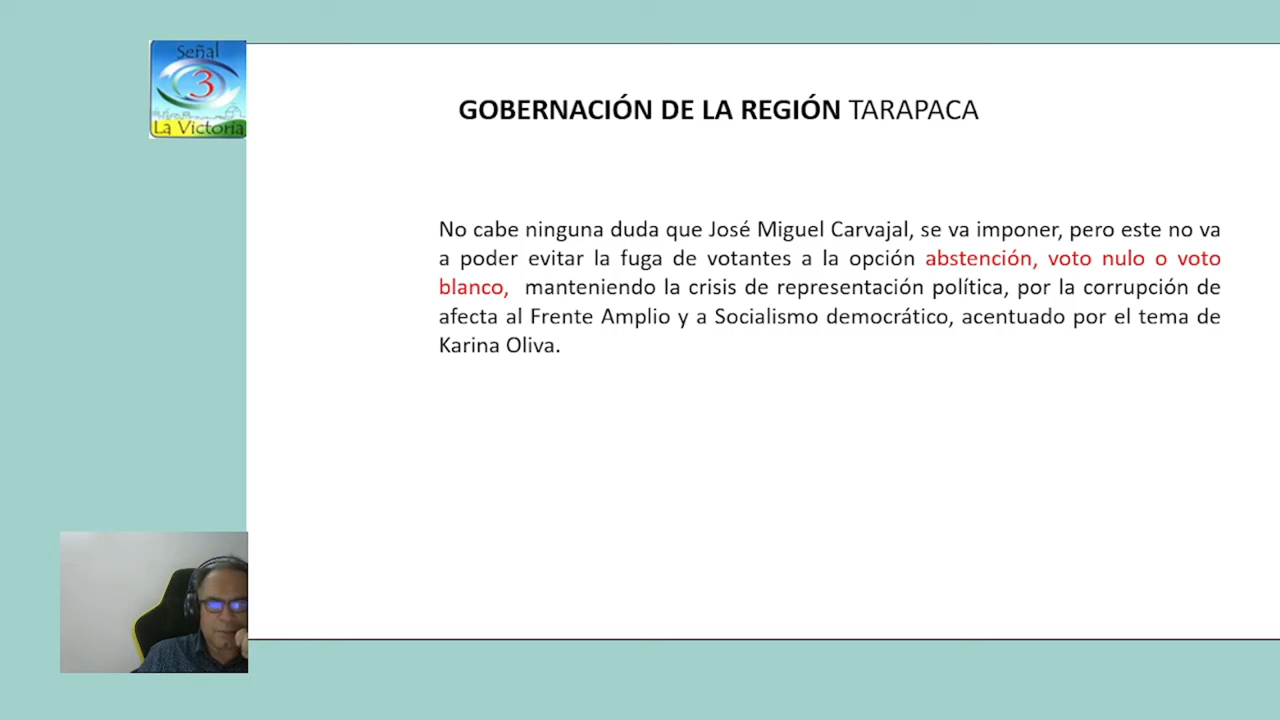 Señal
3
La Victoria
GOBERNACIÓN DE LA REGIÓN TARAPACA
No cabe ninguna duda que José Miguel Carvajal, se va imponer, pero este no va
a poder evitar la fuga de votantes a la opción abstención, voto nulo o voto
blanco, manteniendo la crisis de representación política, por la corrupción de
afecta al Frente Amplio y a Socialismo democrático, acentuado por el tema de
Karina Oliva.